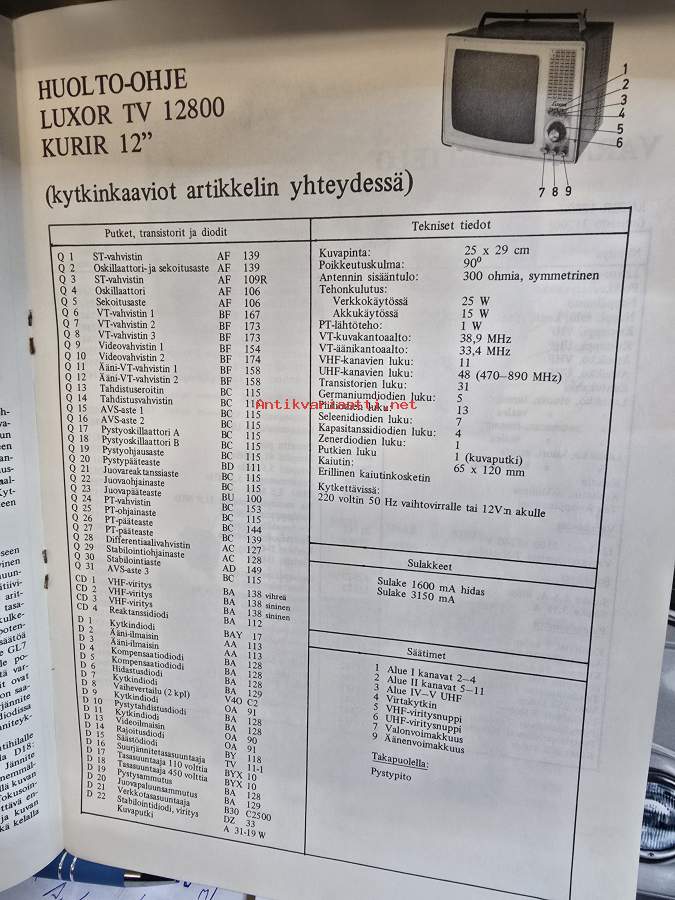 HUOLTO-OHJE
LUXOR TV 12800
KURIR 12”
(kytkinkaaviot artikkelin yhteydessä)
1
2
3
4
5
6
7 8 9
Putket, transistorit ja diodit
Q 1 ST-vahvistin AF 139
Q 2 Oskillaattori- ja sekoitusaste AF 139
Q 3 ST-vahvistin AF 109R
Q 4 Oskillaattori AF 106
Q 5 Sekoitusaste AF 106
Q 6 VT-vahvistin 1 BF 167
Q 7 VT-vahvistin 2 BF 173
Q 8 VT-vahvistin 3 BF 173
Q 9 Videovahvistin 1 BF 154
Q 10 Videovahvistin 2 BF 174
Q 11 Ääni-VT-vahvistin 1 BF 158
Q 12 Ääni-VT-vahvistin 2 BF 158
Q 13 Tahdistuseroitin BC 115
Q 14 Tahdistusvahvistin BC
Q 15 AVS-aste 1 BC 115
Q 16 AVS-aste 2 BC 115
Q 17 Pystyoskillaattori A BC 115
Q 18 Pystyoskillaattori B BC 115
Q 19 Pystyohjausaste BC 115
Q 20 Pystypääteaste BD 111
Q 21 Juovareaktanssiaste BC 115
Q 22 Juovaohjainaste BC 115
Q 23 Juovapääteaste BU 100
Q 24 PT-vahvistin BC 153
Q 25 PT-ohjainaste BC 115
Q 26 PT-pääteaste BC 144
Q 27 PT-pääteaste BC 139
Q 28 Differentiaalivahvistin AC 127
Q 29 Stabilointiohjainaste AC 128
Q 30 Stabilointiaste AD 149
Q 31 AVS-aste 3 BC 115
CD 1 VHF-viritys BA 138 vihreä
CD 2 VHF-viritys BA 138 sininen
CD 3 VHF-viritys BA 138 sininen
CD 4 Reaktanssidiodi BA 112
D 1 Kytkindiodi BAY 17
D 2 Ääni-ilmaisin AA 113
D 3 Ääni-ilmaisin AA 113
D 4 Kompensaatiodiodi BA 128
D 5 Kompensaatiodiodi BA 128
D 6 Hidastusdiodi BA 128
D 7 Kytkindiodi BA 129
D 8 Vaihevertailu (2 kpl) V40 C2
D 9 Kytkindiodi OA 91
D 10 Pystytahdistusdiodi BA 128
D 11 Kytkindiodi BA 128
D 13 Videoilmaisin OA 90
D 14 Rajoitusdiodi OA 91
D 15 Säästödiodi BY 118
D 16 Suurjännitetasasuuntaaja TV 11-1
D 17 Tasasuuntaaja 110 volttia BYX 10
D 18 Tasasuuntaaja 450 volttia BYX 10
D 19 Pystysammutus BA 128
D 20 Juovapaluunsammutus BA 129
D 21 Verkkotasasuuntaaja B30 C2500
D 22 Stabilointidiodi, viritys DZ 33
Kuvaputki A 31-19 W
Tekniset tiedot
Kuvapinta: 25 x 29 cm
Poikkeutuskulma: 90⁰
Antennin sisääntulo: 300 ohmia, symmetrinen
Tehonkulutus:
Verkkokäytössä 25 W
Akkukäytössä 15 W
PT-lähtöteho: 1 W
VT-kuvakantoaalto: 38,9 MHz
VT-äänikantoaalto: 33,4 MHz
VHF-kanavien luku: 11
UHF-kanavien luku: 48 (470–890 MHz)
Transistorien luku: 31
Germaniumdiodien luku: 5
Piidiodien luku: 13
Seleenidiodien luku: 7
Kapasitanssidiodien luku: 4
Zenerdiodien luku: 1
Putkien luku 1 (kuvaputki)
Kaiutin: 65 x 120 mm
Erillinen kaiutinkosketin
Kytkettävissä:
220 voltin 50 Hz vaihtovirralle tai 12V:n akulle
Sulakkeet
Sulake 1600 mA hidas
Sulake 3150 mA
Säätimet
1 Alue I kanavat 2–4
2 Alue II kanavat 5–11
3 Alue IV–V UHF
4 Virtakytkin
5 VHF-viritysnuppi
6 UHF-viritysnuppi
7 Valonvoimakkuus
9 Äänenvoimakkuus
Takapuolella:
Pystypito
Antikvariaatti.net